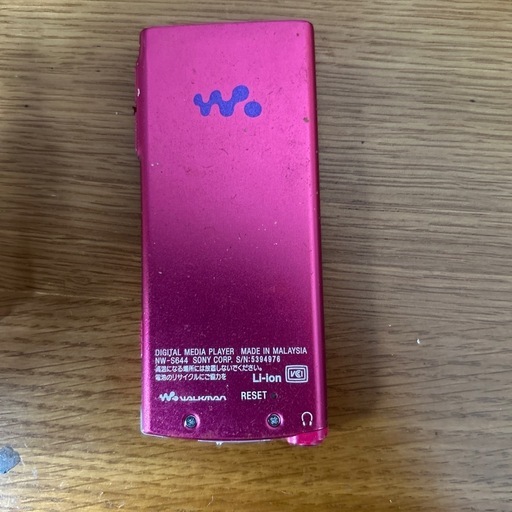 DIGITAL MEDIA PLAYER MADE IN MALAYSIA
NW-S644 SONY CORP. S/N:5394976
高温になる場所には放置しないでください。
電池のリサイクルにご協力を
Li-ion VCI
WALKMAN RESET